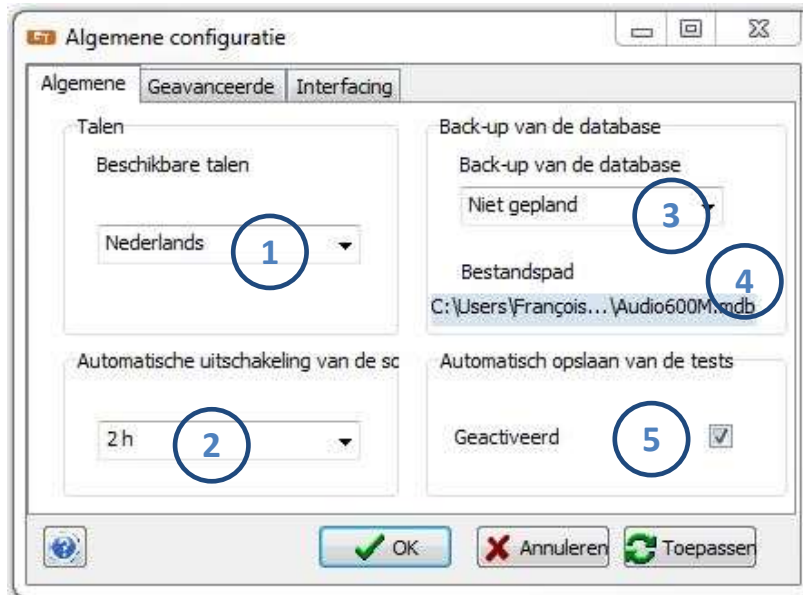 GT Algemene configuratie
Algemene Geavanceerde Interfacing
Talen
Beschikbare talen
Nederlands
1
Back-up van de database
Back-up van de database
Niet gepland
3
Bestandspad
4
C:\Users\François...\Audio600M.mdb
Automatische uitschakeling van de sc
2 h
2
Automatisch opslaan van de tests
Geactiveerd
5
? OK Annuleren Toepassen